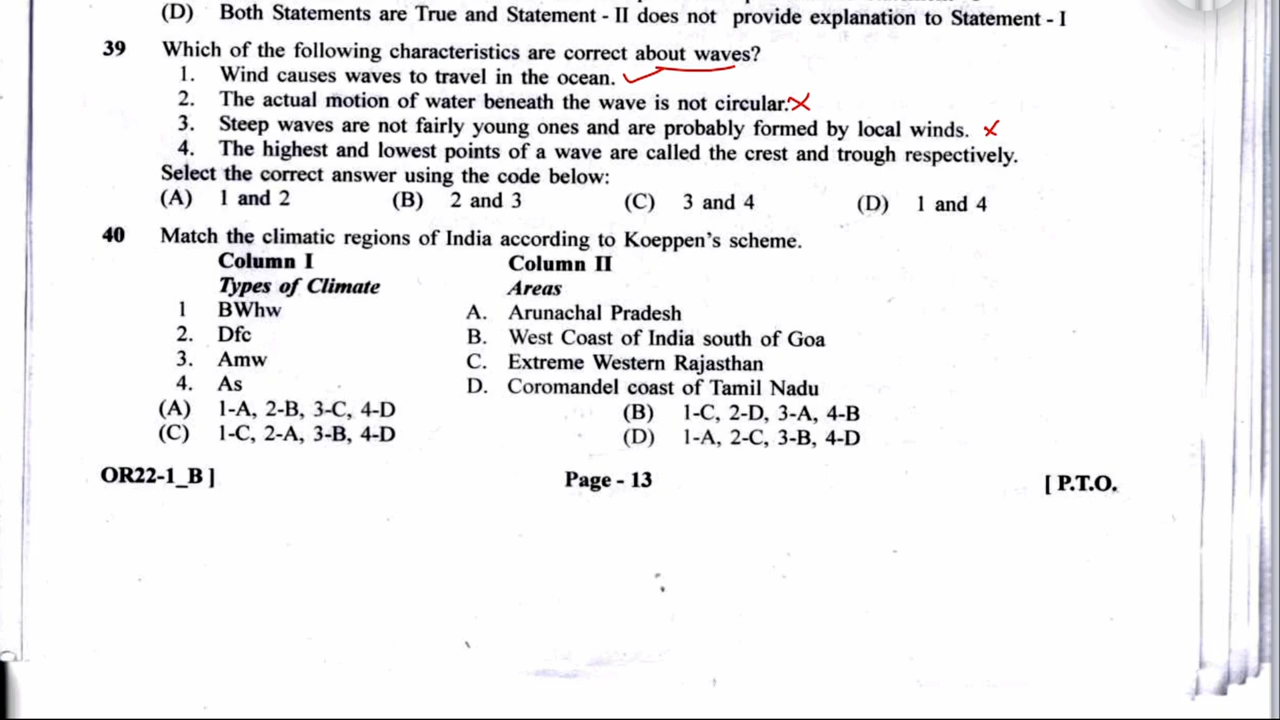 (D) Both Statements are True and Statement - II does not provide explanation to Statement - I
39 Which of the following characteristics are correct about waves?
1. Wind causes waves to travel in the ocean.
2. The actual motion of water beneath the wave is not circular.
3. Steep waves are not fairly young ones and are probably formed by local winds.
4. The highest and lowest points of a wave are called the crest and trough respectively.
Select the correct answer using the code below:
(A) 1 and 2 (B) 2 and 3 (C) 3 and 4 (D) 1 and 4
40 Match the climatic regions of India according to Koeppen's scheme.
Column I Column II
Types of Climate Areas
1 BWhw A. Arunachal Pradesh
2. Dfc B. West Coast of India south of Goa
3. Amw C. Extreme Western Rajasthan
4. As D. Coromandel coast of Tamil Nadu
(A) 1-A, 2-B, 3-C, 4-D (B) 1-C, 2-D, 3-A, 4-B
(C) 1-C, 2-A, 3-B, 4-D (D) 1-A, 2-C, 3-B, 4-D
OR22-1_B ] Page - 13 [ P.T.O.